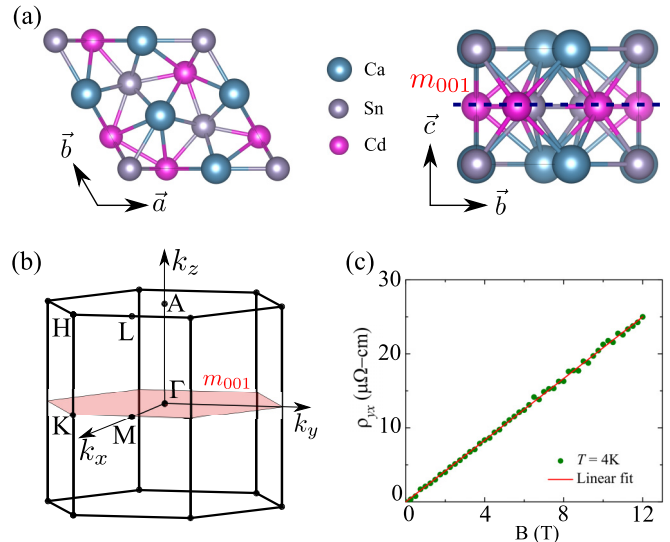 (a)
Ca
Sn
Cd
m001
b⃗
a⃗
c⃗
b⃗
(b)
kz
A
H
L
Γ
m001
K
M
ky
kx
(c)
30
20
10
0
ρyx (μΩ−cm)
T = 4K
Linear fit
0
4
8
12
B (T)